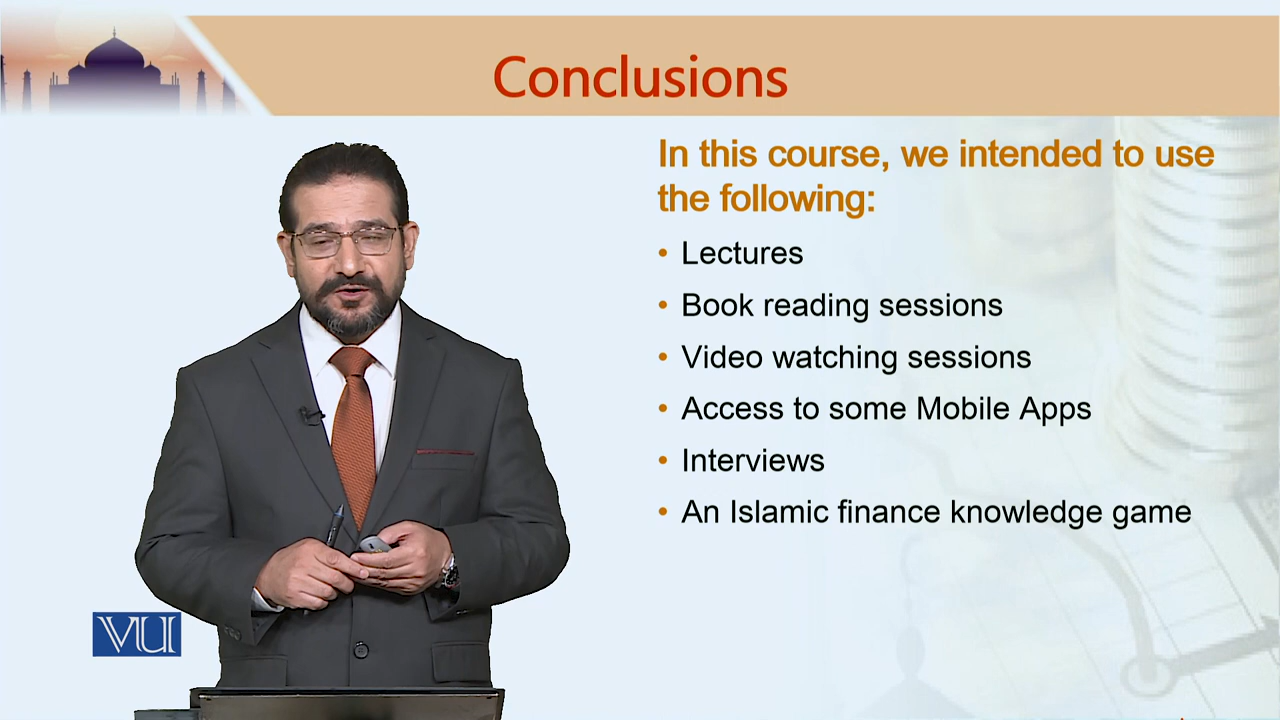 Conclusions
In this course, we intended to use
the following:
• Lectures
• Book reading sessions
• Video watching sessions
• Access to some Mobile Apps
• Interviews
• An Islamic finance knowledge game
VU